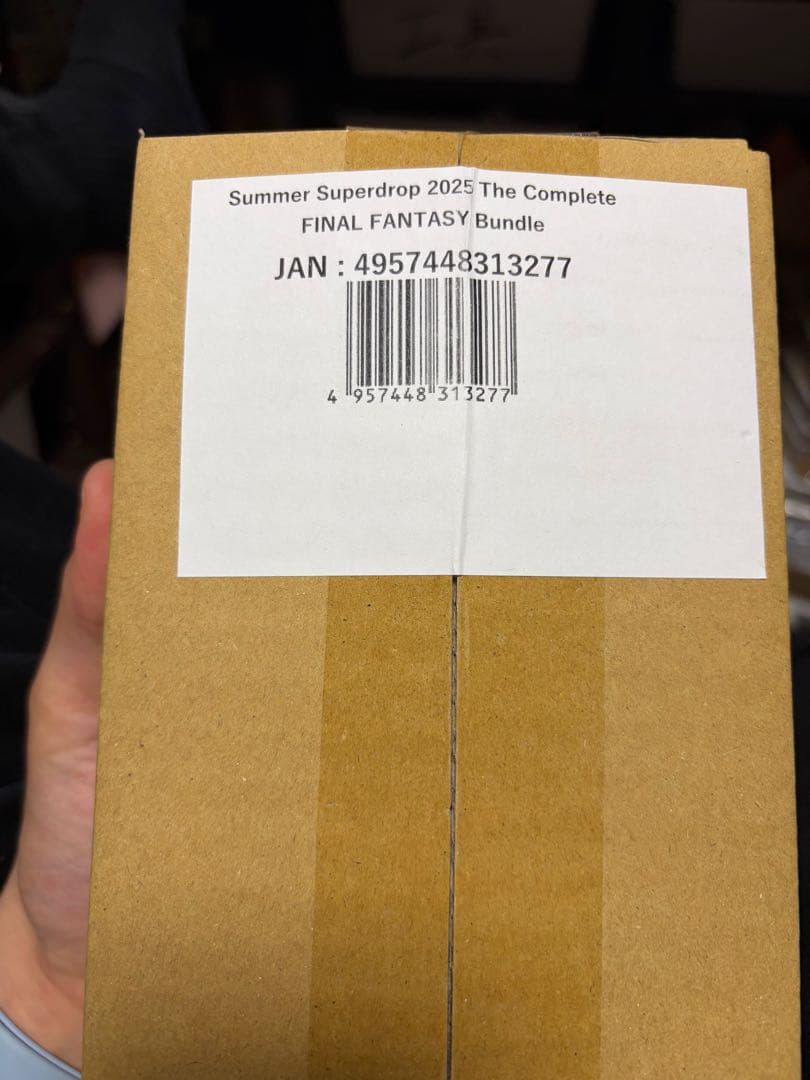 Summer Superdrop 2025 The Complete
FINAL FANTASY Bundle
JAN : 4957448313277
4 957448 313277